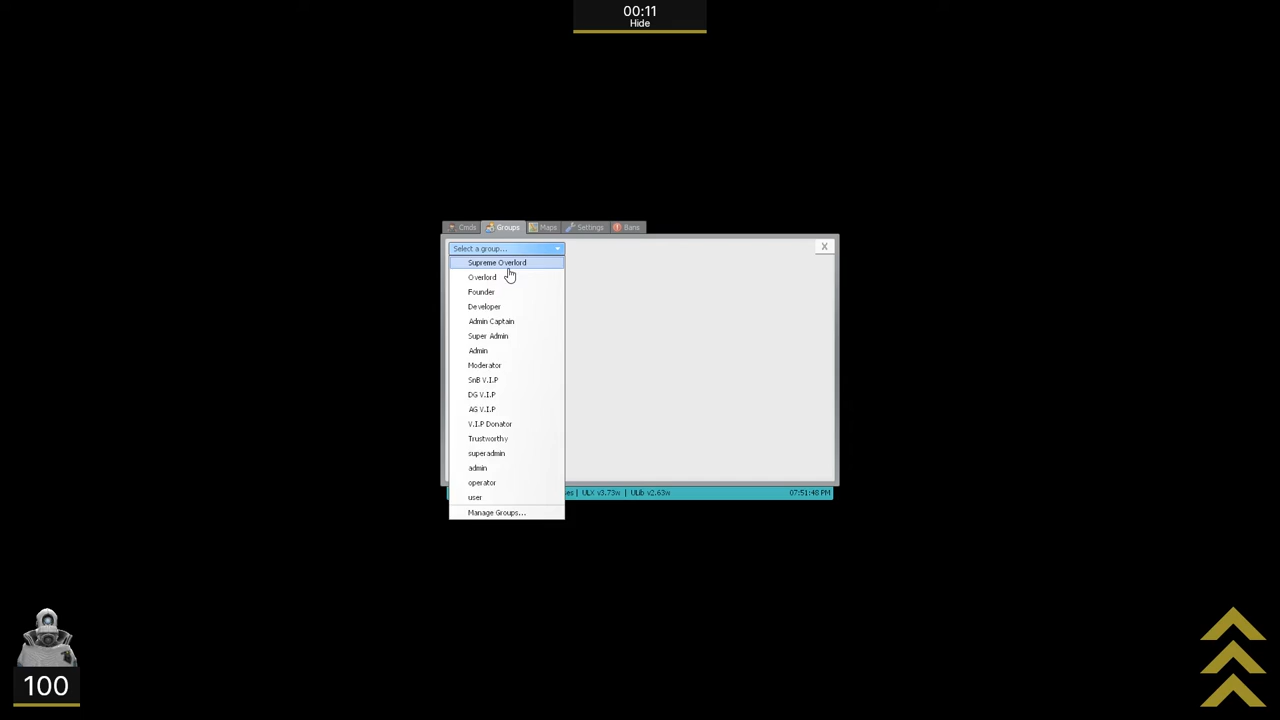 00:11
Hide
Cmds Groups Maps Settings Bans
Select a group... X
Supreme Overlord
Overlord
Founder
Developer
Admin Captain
Super Admin
Admin
Moderator
SnB V.I.P
DG V.I.P
AG V.I.P
V.I.P Donator
Trustworthy
superadmin
admin
operator
user
ses | ULX v3.73w | ULib v2.63w 07:51:48 PM
Manage Groups...
100